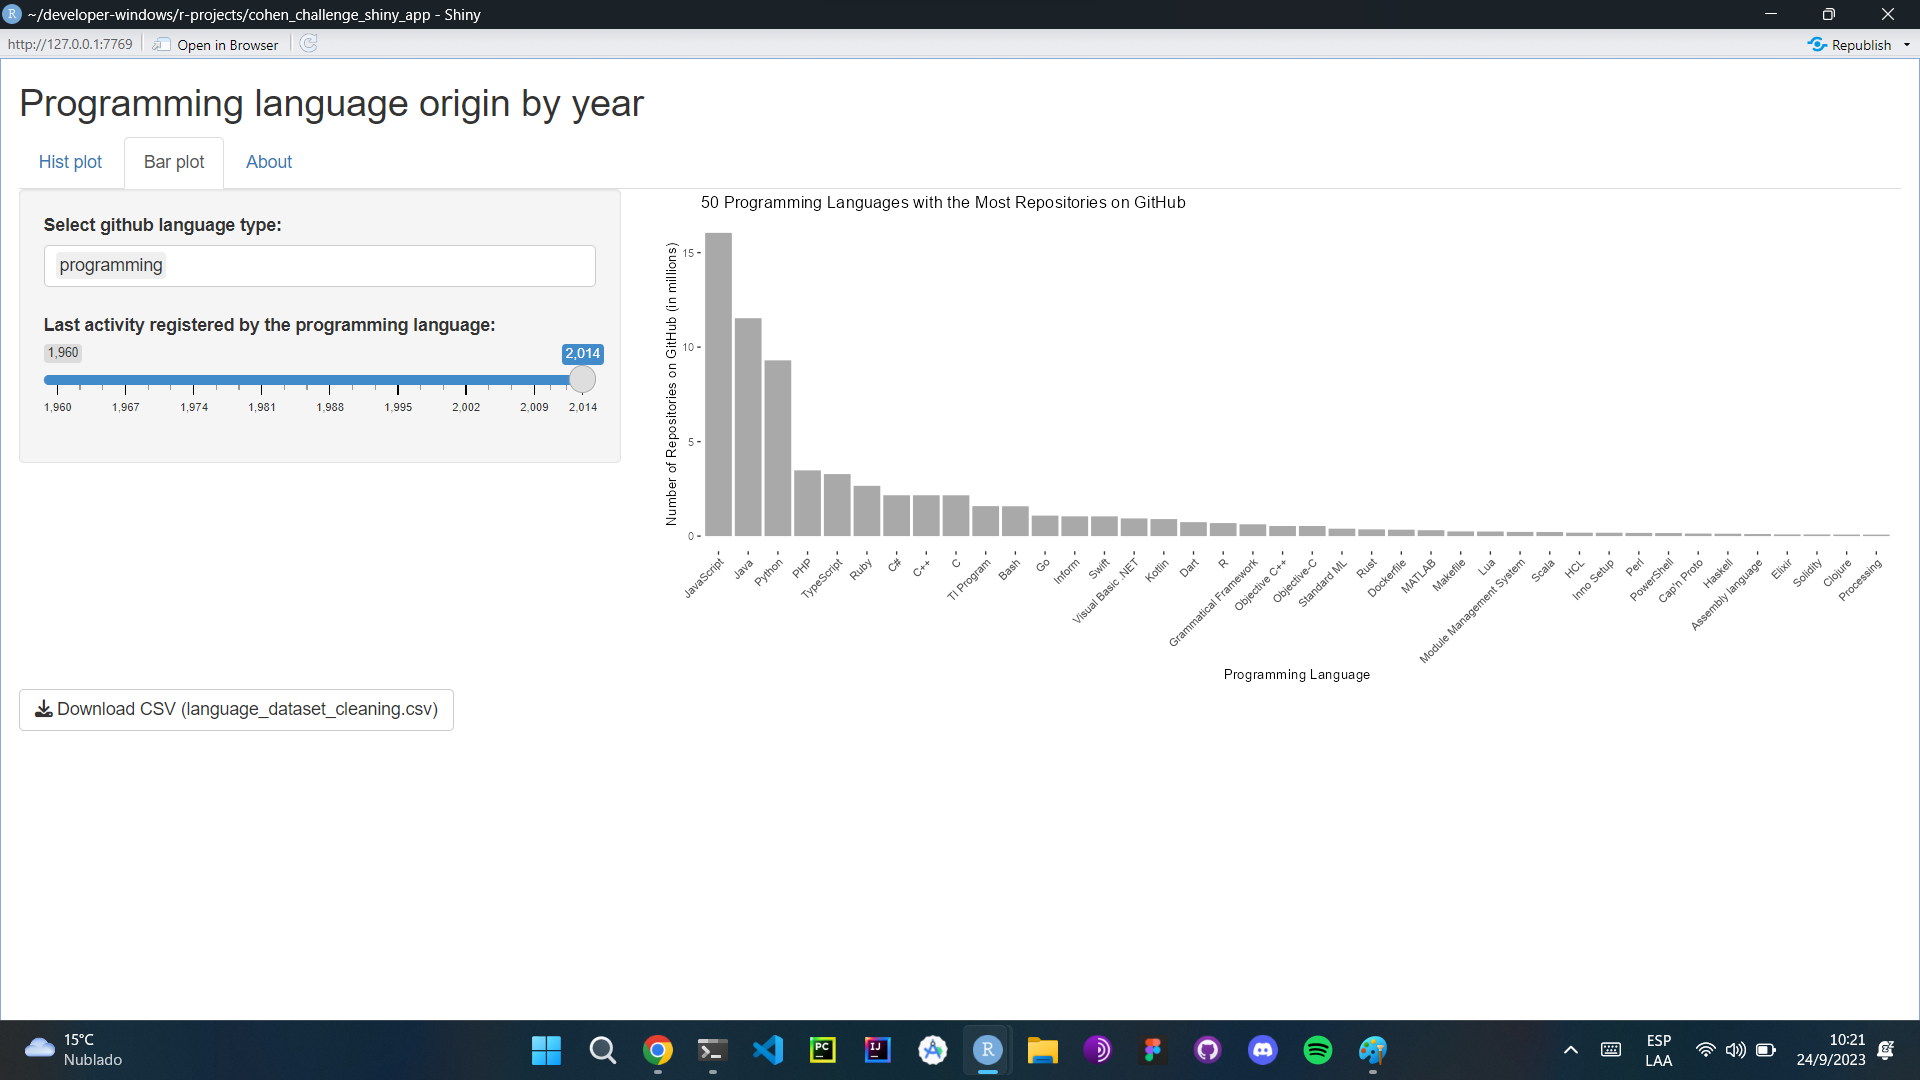 ~/developer-windows/r-projects/cohen_challenge_shiny_app - Shiny
http://127.0.0.1:7769
Open in Browser
Republish
Programming language origin by year
Hist plot
Bar plot
About
Select github language type:
programming
Last activity registered by the programming language:
1,960
2,014
1,960 1,967 1,974 1,981 1,988 1,995 2,002 2,009 2,014
Download CSV (language_dataset_cleaning.csv)
50 Programming Languages with the Most Repositories on GitHub
Number of Repositories on GitHub (in millions)
15
10
5
0
JavaScript
Java
Python
PHP
TypeScript
Ruby
C#
C++
C
TI Program
Bash
Go
Inform
Swift
Visual Basic .NET
Kotlin
Dart
R
Grammatical Framework
Objective C++
Objective-C
Standard ML
Rust
Dockerfile
MATLAB
Makefile
Lua
Module Management System
Scala
HCL
Inno Setup
Perl
PowerShell
Cap'n Proto
Haskell
Assembly language
Elixir
Solidity
Clojure
Processing
Programming Language
15°C
Nublado
PC
IJ
R
ESP
LAA
10:21
24/9/2023